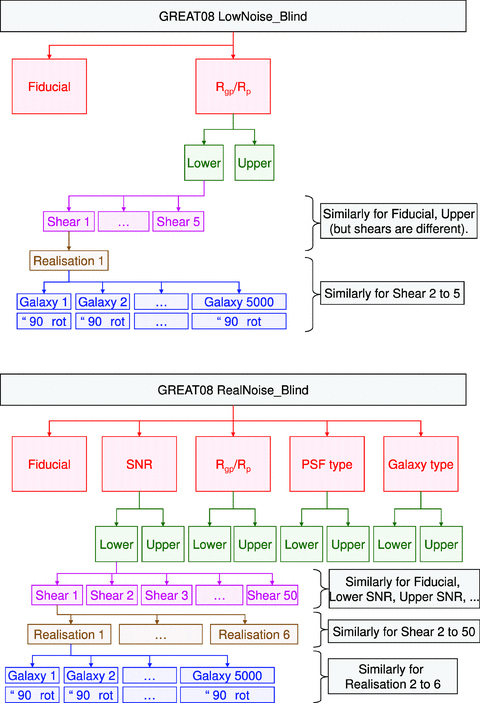 GREAT08 LowNoise_Blind
Fiducial
Rgp/Rp
Lower
Upper
Shear 1
...
Shear 5
Similarly for Fiducial, Upper
(but shears are different).
Realisation 1
Galaxy 1
Galaxy 2
...
Galaxy 5000
“ 90 rot
“ 90 rot
...
“ 90 rot
Similarly for Shear 2 to 5
GREAT08 RealNoise_Blind
Fiducial
SNR
Rgp/Rp
PSF type
Galaxy type
Lower
Upper
Lower
Upper
Lower
Upper
Lower
Upper
Shear 1
Shear 2
Shear 3
...
Shear 50
Similarly for Fiducial,
Lower SNR, Upper SNR, ...
Realisation 1
...
Realisation 6
Similarly for Shear 2 to 50
Galaxy 1
Galaxy 2
...
Galaxy 5000
“ 90 rot
“ 90 rot
...
“ 90 rot
Similarly for
Realisation 2 to 6